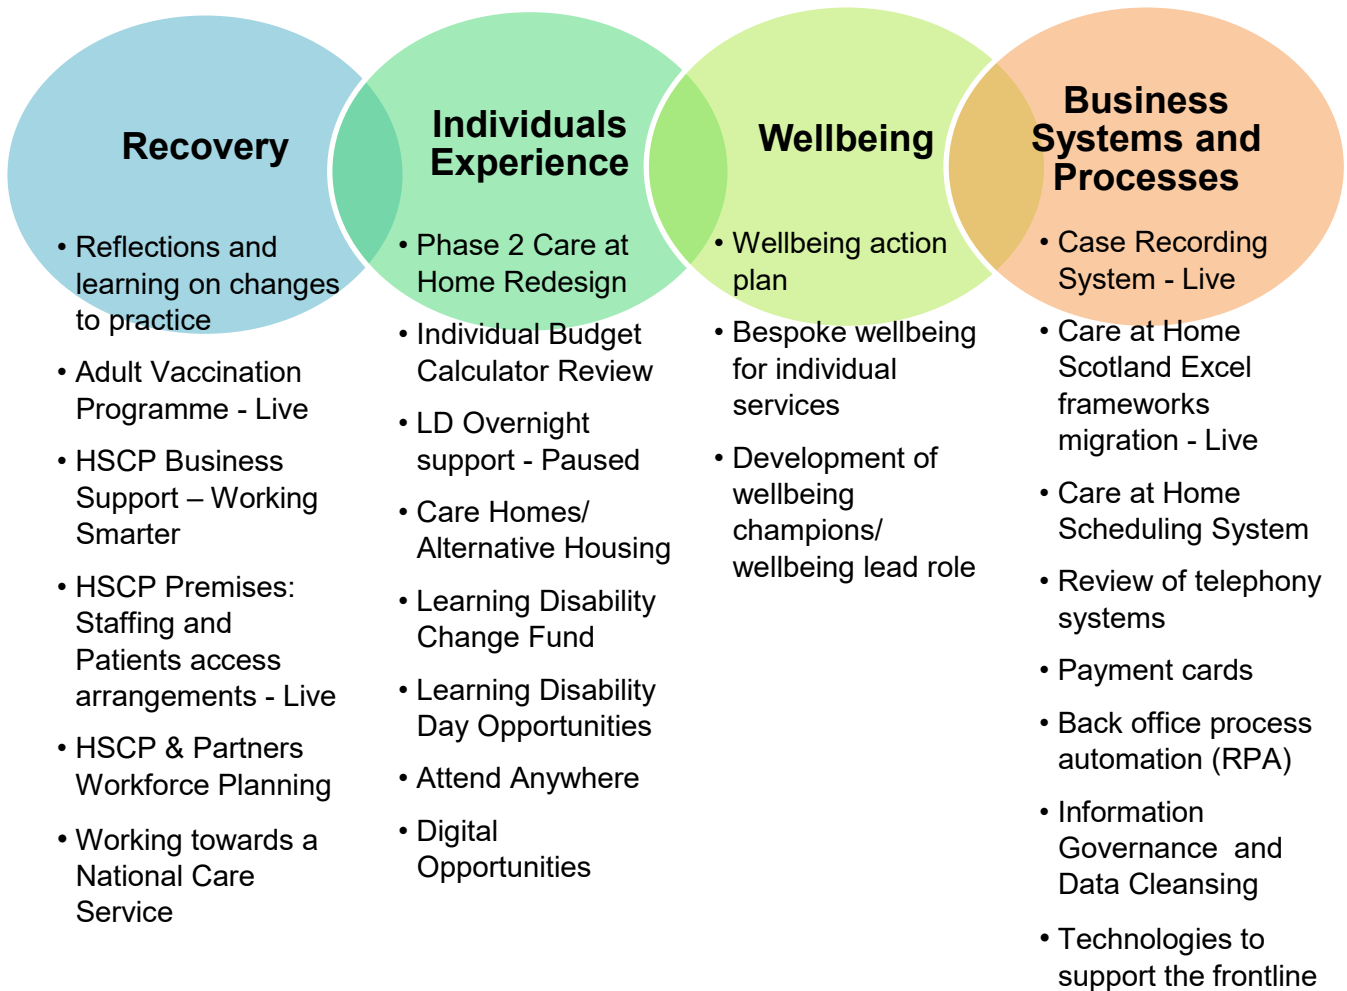 Recovery
• Reflections and
learning on changes
to practice
• Adult Vaccination
Programme - Live
• HSCP Business
Support – Working
Smarter
• HSCP Premises:
Staffing and
Patients access
arrangements - Live
• HSCP & Partners
Workforce Planning
• Working towards a
National Care
Service
Individuals
Experience
• Phase 2 Care at
Home Redesign
• Individual Budget
Calculator Review
• LD Overnight
support - Paused
• Care Homes/
Alternative Housing
• Learning Disability
Change Fund
• Learning Disability
Day Opportunities
• Attend Anywhere
• Digital
Opportunities
Wellbeing
• Wellbeing action
plan
• Bespoke wellbeing
for individual
services
• Development of
wellbeing
champions/
wellbeing lead role
Business
Systems and
Processes
• Case Recording
System - Live
• Care at Home
Scotland Excel
frameworks
migration - Live
• Care at Home
Scheduling System
• Review of telephony
systems
• Payment cards
• Back office process
automation (RPA)
• Information
Governance  and
Data Cleansing
• Technologies to
support the frontline